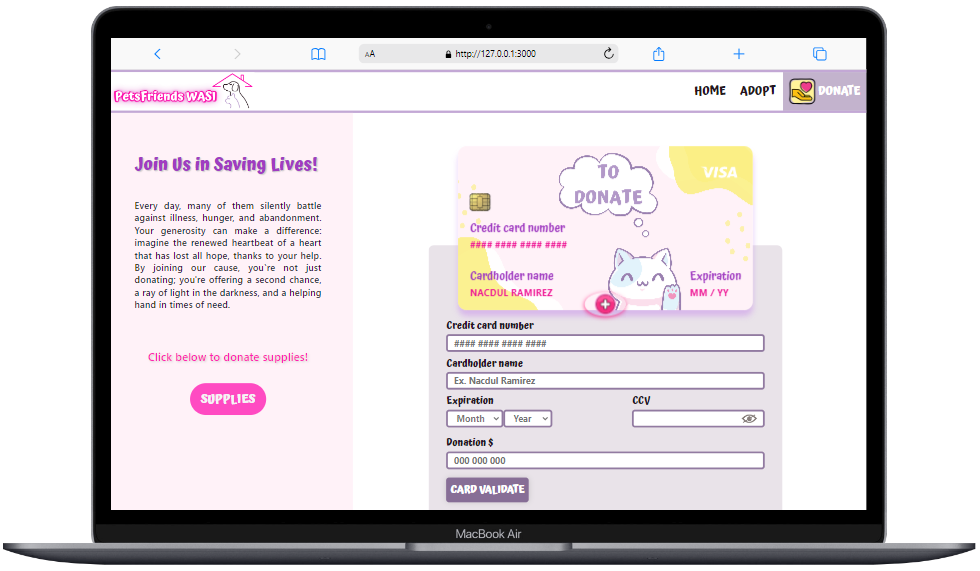 AA
http://127.0.0.1:3000
PetsFriends WASI
HOME ADOPT DONATE
Join Us in Saving Lives!
Every day, many of them silently battle
against illness, hunger, and abandonment.
Your generosity can make a difference:
imagine the renewed heartbeat of a heart
that has lost all hope, thanks to your help.
By joining our cause, you're not just
donating; you're offering a second chance,
a ray of light in the darkness, and a helping
hand in times of need.
Click below to donate supplies!
SUPPLIES
TO
DONATE
VISA
Credit card number
#### #### #### ####
Cardholder name
NACDUL RAMIREZ
Expiration
MM / YY
Credit card number
#### #### #### ####
Cardholder name
Ex. Nacdul Ramirez
Expiration
CCV
Month Year
Donation $
000 000 000
CARD VALIDATE
MacBook Air